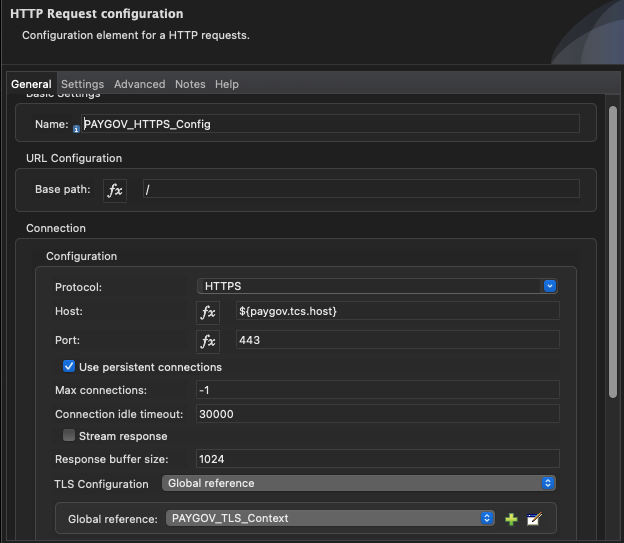 HTTP Request configuration
Configuration element for a HTTP requests.
General Settings Advanced Notes Help
Basic Settings
Name: PAYGOV_HTTPS_Config
URL Configuration
Base path: fx /
Connection
Configuration
Protocol: HTTPS
Host: fx ${paygov.tcs.host}
Port: fx 443
Use persistent connections
Max connections: -1
Connection idle timeout: 30000
Stream response
Response buffer size: 1024
TLS Configuration Global reference
Global reference: PAYGOV_TLS_Context